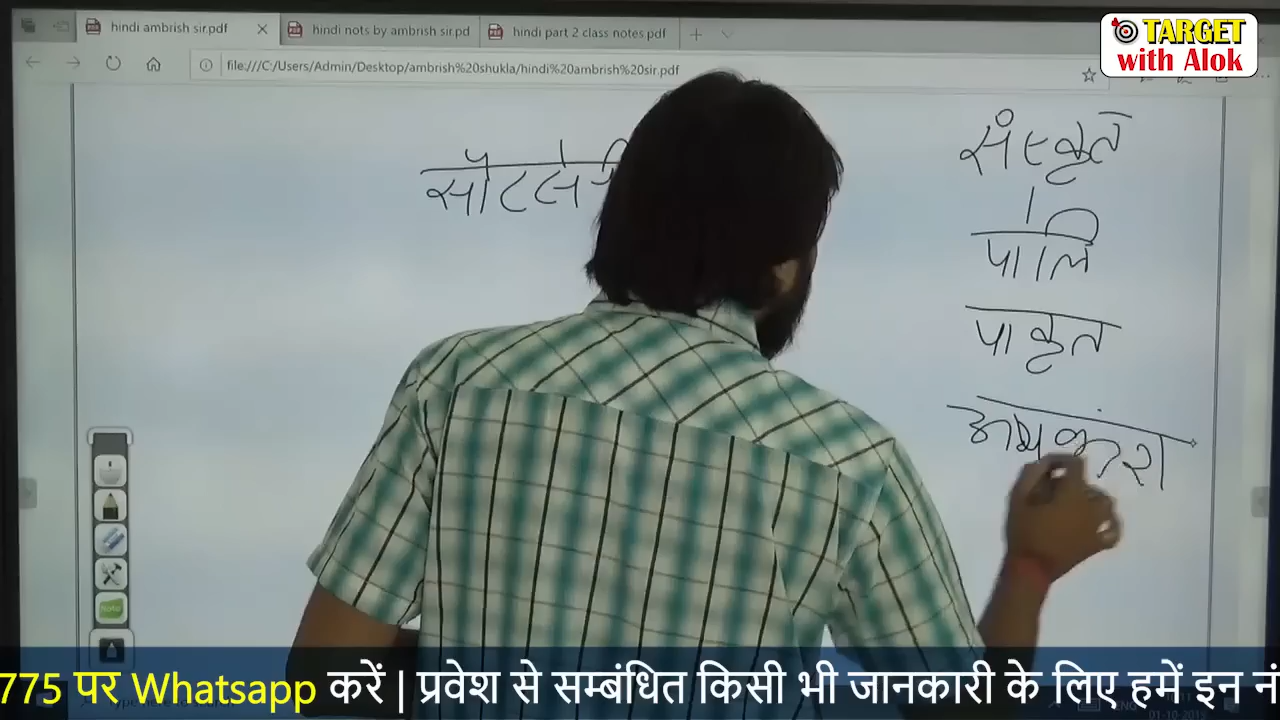 hindi ambrish sir.pdf
hindi nots by ambrish sir pd
hindi part 2 class notes pdf
TARGET
with Alok
file:///C:/Users/Admin/Desktop/ambrish%20shukla/hindi%20ambrish%20sir.pdf
संस्कृत
पालि
पाकृत
अपभ्रंश
775 पर Whatsapp करें | प्रवेश से सम्बंधित किसी भी जानकारी के लिए हमें इन नं